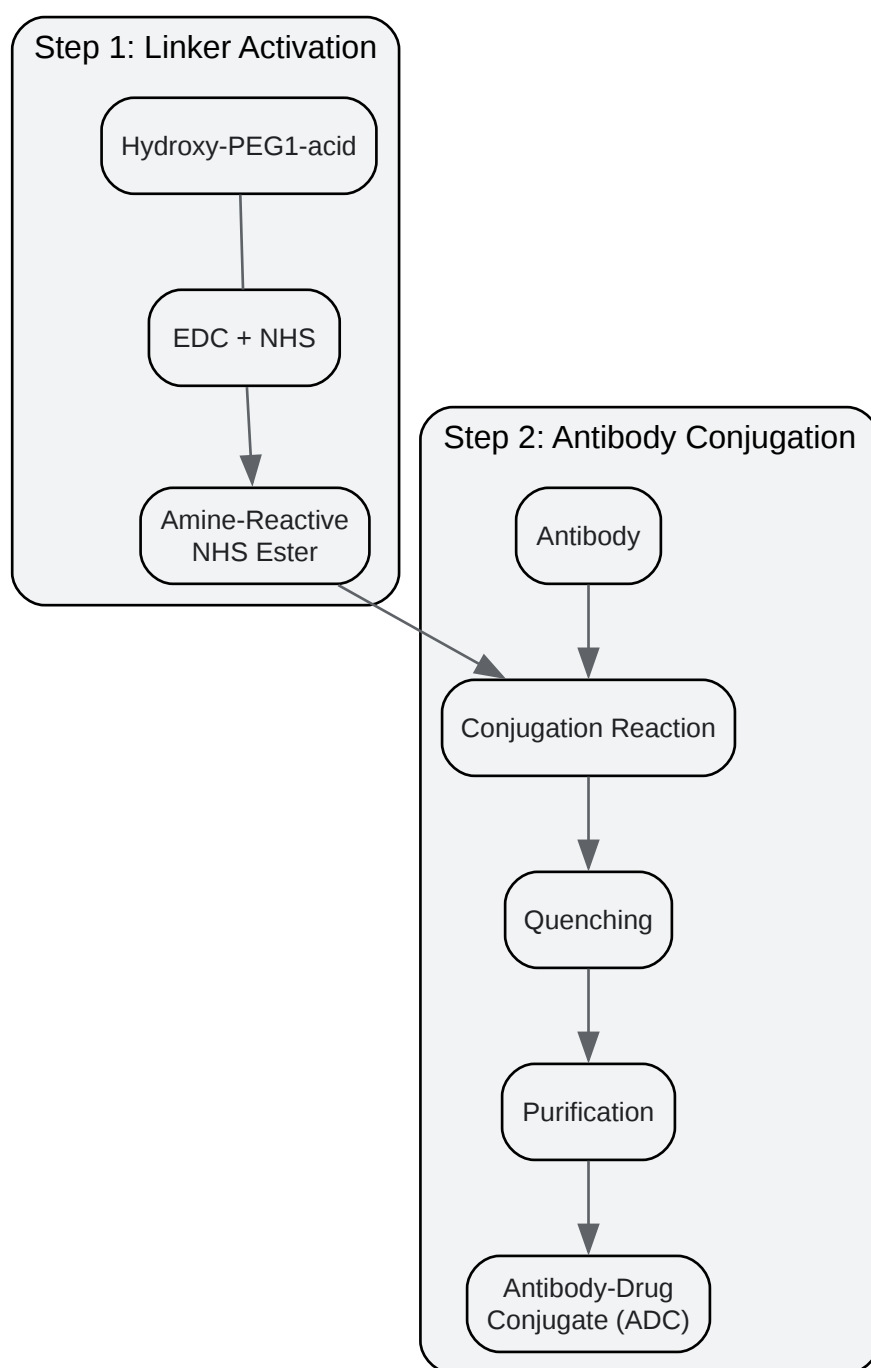 Step 1: Linker Activation
Hydroxy-PEG1-acid
EDC + NHS
Amine-Reactive
NHS Ester
Step 2: Antibody Conjugation
Antibody
Conjugation Reaction
Quenching
Purification
Antibody-Drug
Conjugate (ADC)